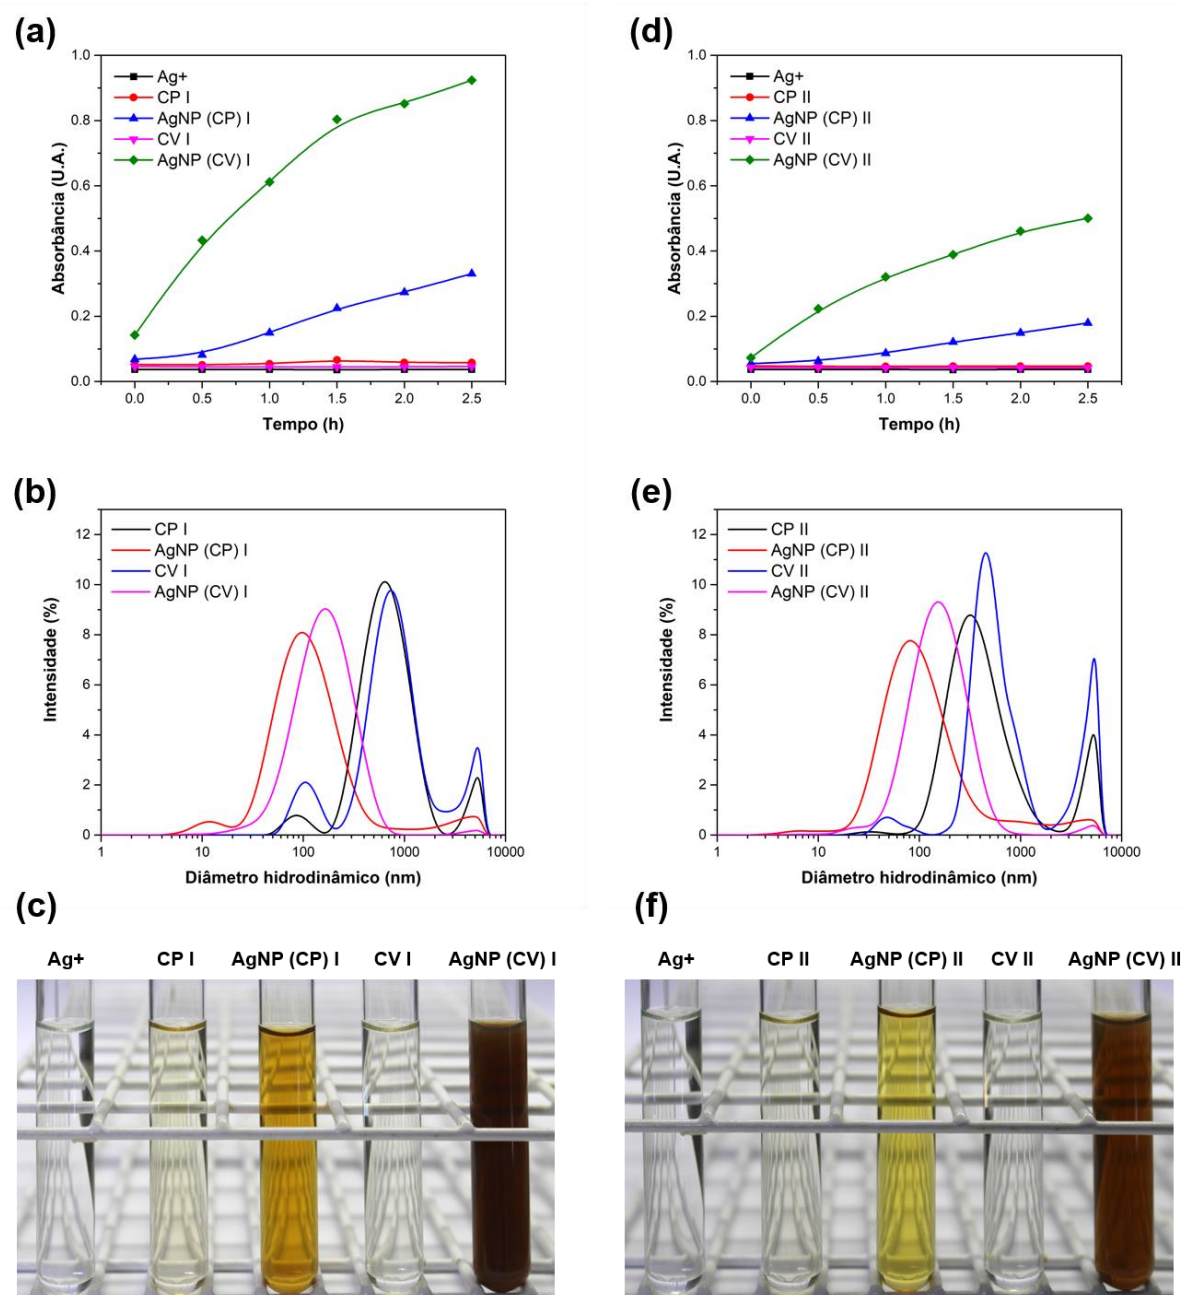 (a)
1.0
0.8
0.6
0.4
0.2
0.0
Absorbância (U.A.)
Ag+
CP I
AgNP (CP) I
CV I
AgNP (CV) I
0.0 0.5 1.0 1.5 2.0 2.5
Tempo (h)
(d)
1.0
0.8
0.6
0.4
0.2
0.0
Absorbância (U.A.)
Ag+
CP II
AgNP (CP) II
CV II
AgNP (CV) II
0.0 0.5 1.0 1.5 2.0 2.5
Tempo (h)
(b)
12
10
8
6
4
2
0
Intensidade (%)
CP I
AgNP (CP) I
CV I
AgNP (CV) I
1 10 100 1000 10000
Diâmetro hidrodinâmico (nm)
(e)
12
10
8
6
4
2
0
Intensidade (%)
CP II
AgNP (CP) II
CV II
AgNP (CV) II
1 10 100 1000 10000
Diâmetro hidrodinâmico (nm)
(c)
Ag+ CP I AgNP (CP) I CV I AgNP (CV) I
(f)
Ag+ CP II AgNP (CP) II CV II AgNP (CV) II